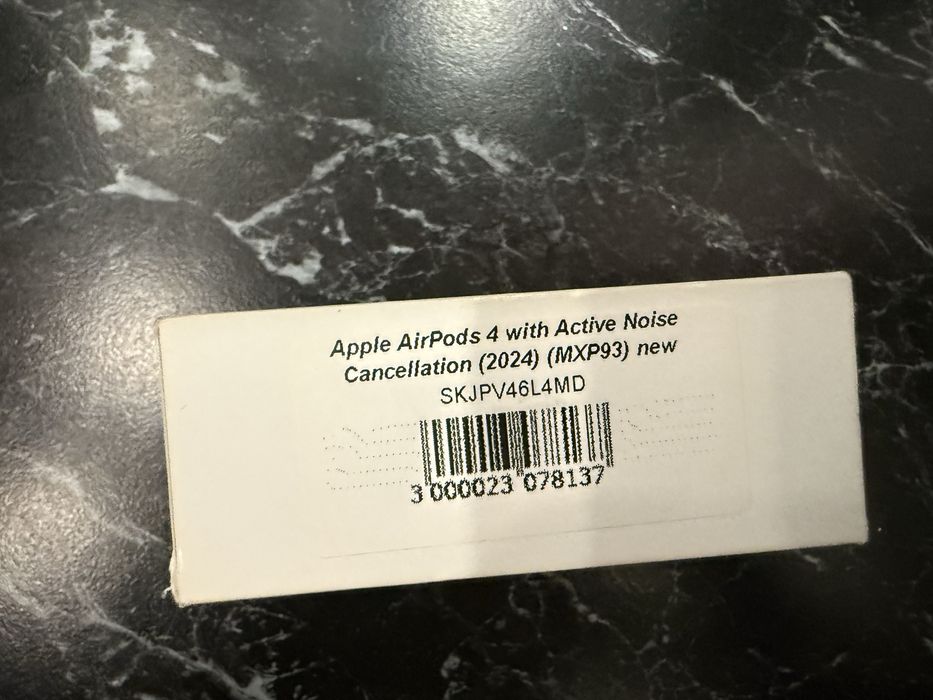 Apple AirPods 4 with Active Noise
Cancellation (2024) (MXP93) new
SKJPV46L4MD
3 000023 078137